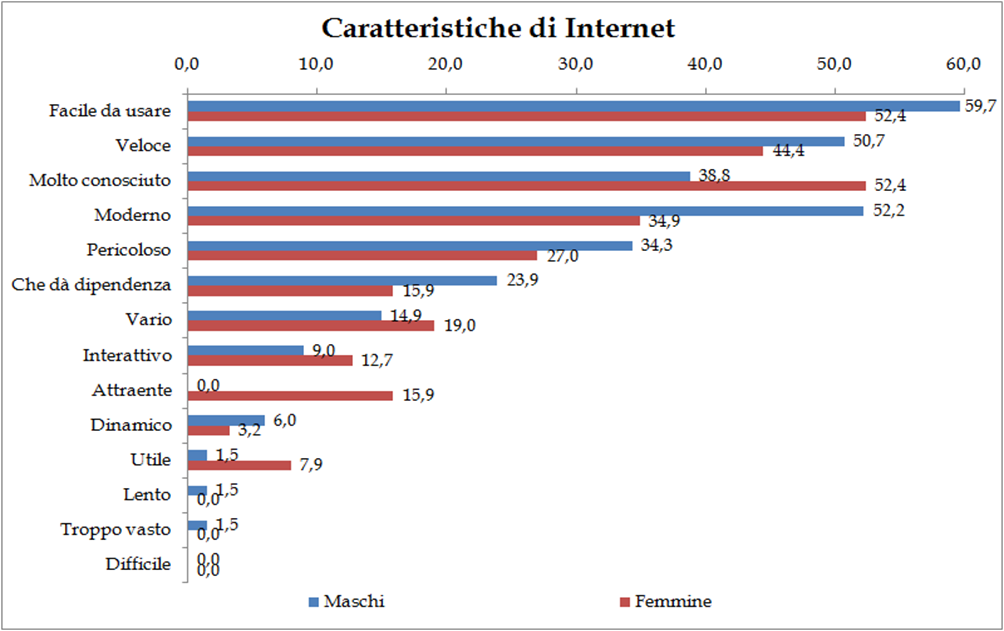 Caratteristiche di Internet
0,0 10,0 20,0 30,0 40,0 50,0 60,0
Facile da usare 59,7
52,4
Veloce 50,7
44,4
Molto conosciuto 38,8
52,4
Moderno 52,2
34,9
Pericoloso 34,3
27,0
Che dà dipendenza 23,9
15,9
Vario 14,9
19,0
Interattivo 9,0
12,7
Attraente 0,0
15,9
Dinamico 6,0
3,2
Utile 1,5
7,9
Lento 1,5
0,0
Troppo vasto 1,5
0,0
Difficile 0,0
0,0
Maschi Femmine